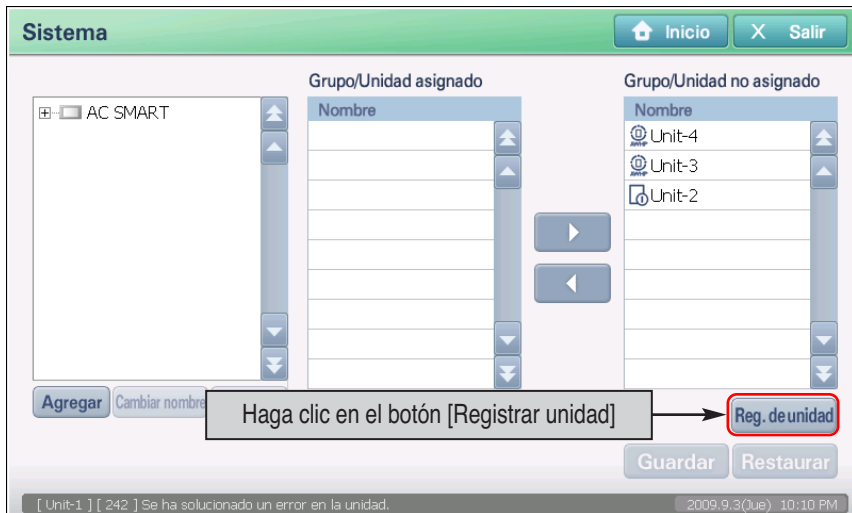 Sistema
Inicio
X Salir
Grupo/Unidad asignado
Grupo/Unidad no asignado
AC SMART
Nombre
Nombre
Unit-4
Unit-3
Unit-2
Agregar
Cambiar nombre
Haga clic en el botón [Registrar unidad]
Reg. de unidad
Guardar
Restaurar
[ Unit-1 ] [ 242 ] Se ha solucionado un error en la unidad.
2009.9.3(Jue) 10:10 PM